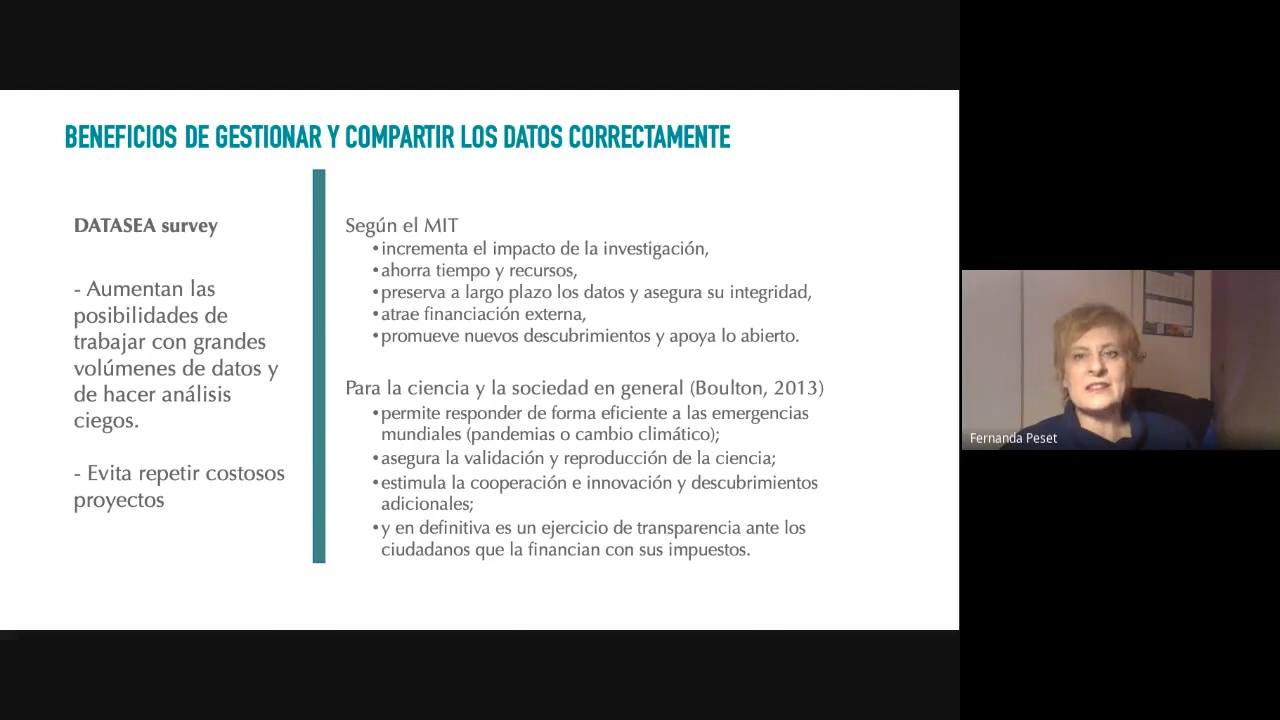 BENEFICIOS DE GESTIONAR Y COMPARTIR LOS DATOS CORRECTAMENTE
DATASEA survey
- Aumentan las
posibilidades de
trabajar con grandes
volúmenes de datos y
de hacer análisis
ciegos.
- Evita repetir costosos
proyectos
Según el MIT
•incrementa el impacto de la investigación,
•ahorra tiempo y recursos,
•preserva a largo plazo los datos y asegura su integridad,
•atrae financiación externa,
•promueve nuevos descubrimientos y apoya lo abierto.
Para la ciencia y la sociedad en general (Boulton, 2013)
•permite responder de forma eficiente a las emergencias
mundiales (pandemias o cambio climático);
•asegura la validación y reproducción de la ciencia;
•estimula la cooperación e innovación y descubrimientos
adicionales;
•y en definitiva es un ejercicio de transparencia ante los
ciudadanos que la financian con sus impuestos.
Fernanda Peset